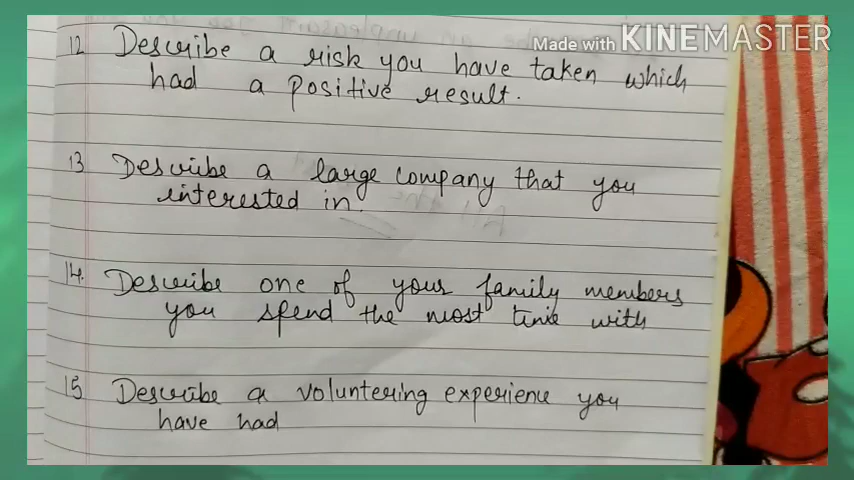 Made with KINEMASTER
12 Describe a risk you have taken which
had a positive result.
13 Describe a large company that you
interested in.
14. Describe one of your family members
you spend the most time with
15 Describe a voluntering experience you
have had